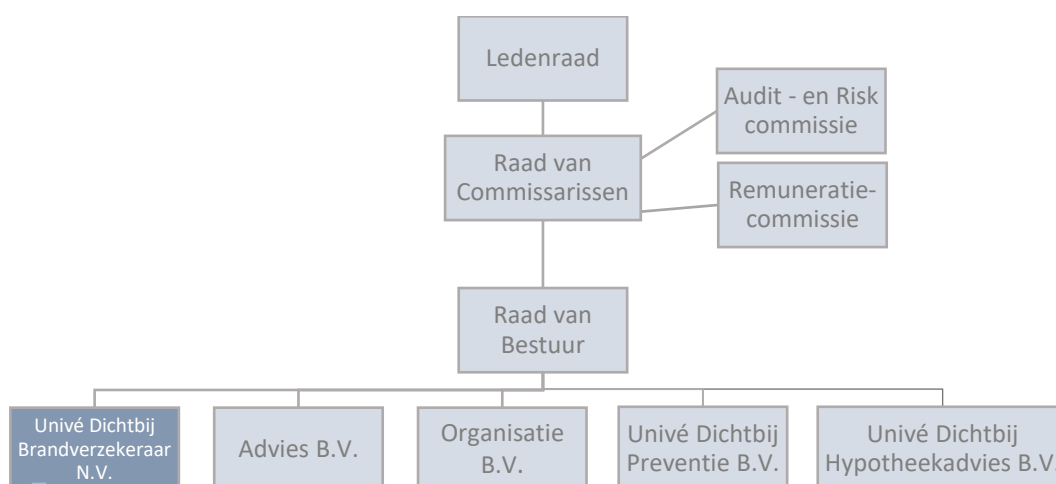 Ledenraad
Audit - en Risk
commissie
Raad van
Commissarissen
Remuneratie-
commissie
Raad van
Bestuur
Univé Dichtbij
Brandverzekeraar
N.V.
Advies B.V.
Organisatie
B.V.
Univé Dichtbij
Preventie B.V.
Univé Dichtbij
Hypotheekadvies B.V.